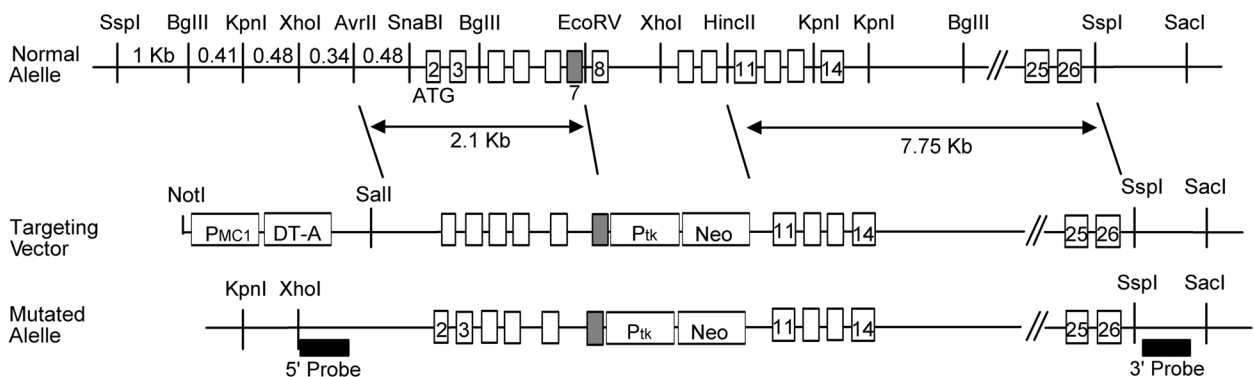 SspI BglII KpnI XhoI AvrII SnaBI BglII EcoRV XhoI HincII KpnI KpnI BglII SspI SacI
Normal
Alelle
1 Kb 0.41 0.48 0.34 0.48 2 3 8 11 14 25 26
ATG 7
2.1 Kb 7.75 Kb
NotI SalI SspI SacI
Targeting
Vector
PMC1 DT-A Ptk Neo 11 14 25 26
KpnI XhoI SspI SacI
Mutated
Alelle
2 3 Ptk Neo 11 14 25 26
5' Probe 3' Probe